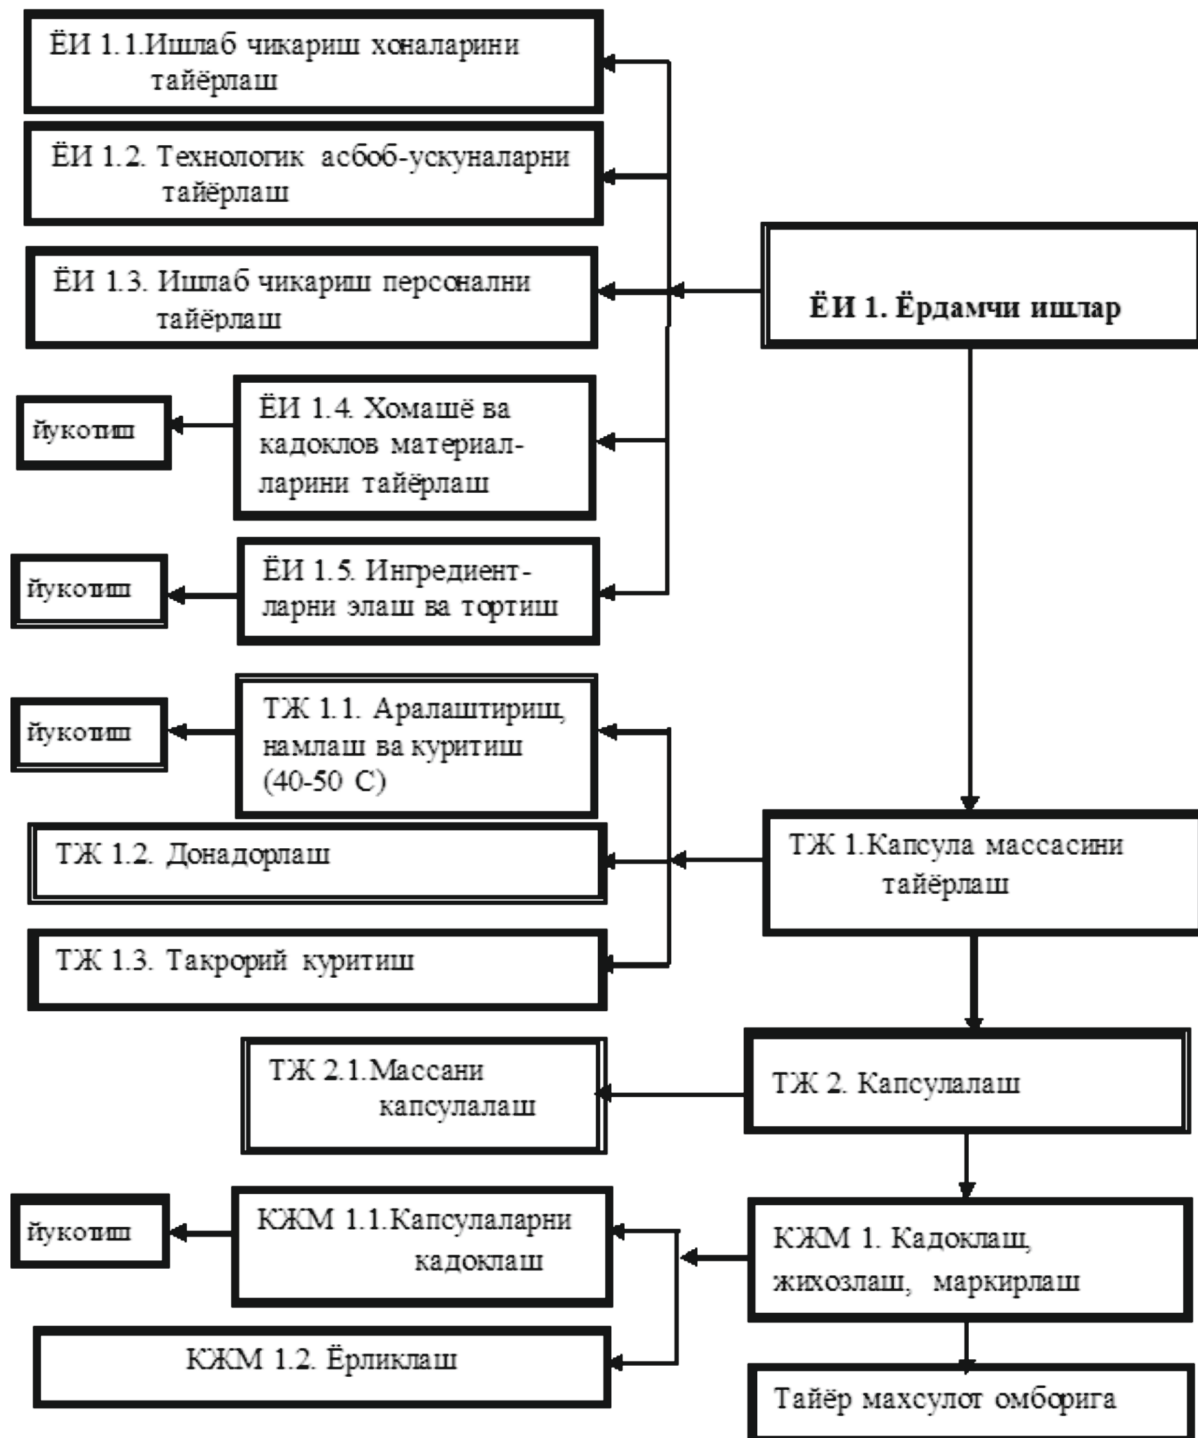 ЁИ 1.1.Ишлаб чикариш хоналарини
тайёрлаш
ЁИ 1.2. Технологик асбоб-ускуналарни
тайёрлаш
ЁИ 1.3. Ишлаб чикариш персонални
тайёрлаш
ЁИ 1. Ёрдамчи ишлар
йукотиш
ЁИ 1.4. Хомашё ва
кадоклов материал-
ларини тайёрлаш
йукотиш
ЁИ 1.5. Ингредиент-
ларни элаш ва тортиш
йукотиш
ТЖ 1.1. Аралаштириш,
намлаш ва куритиш
(40-50 С)
ТЖ 1.2. Донадорлаш
ТЖ 1.3. Такрорий куритиш
ТЖ 1.Капсула массасини
тайёрлаш
ТЖ 2.1.Массани
капсулалаш
ТЖ 2. Капсулалаш
йукотиш
КЖМ 1.1.Капсулаларни
кадоклаш
КЖМ 1.2. Ёрликлаш
КЖМ 1. Кадоклаш,
жихозлаш, маркирлаш
Тайёр махсулот омборига